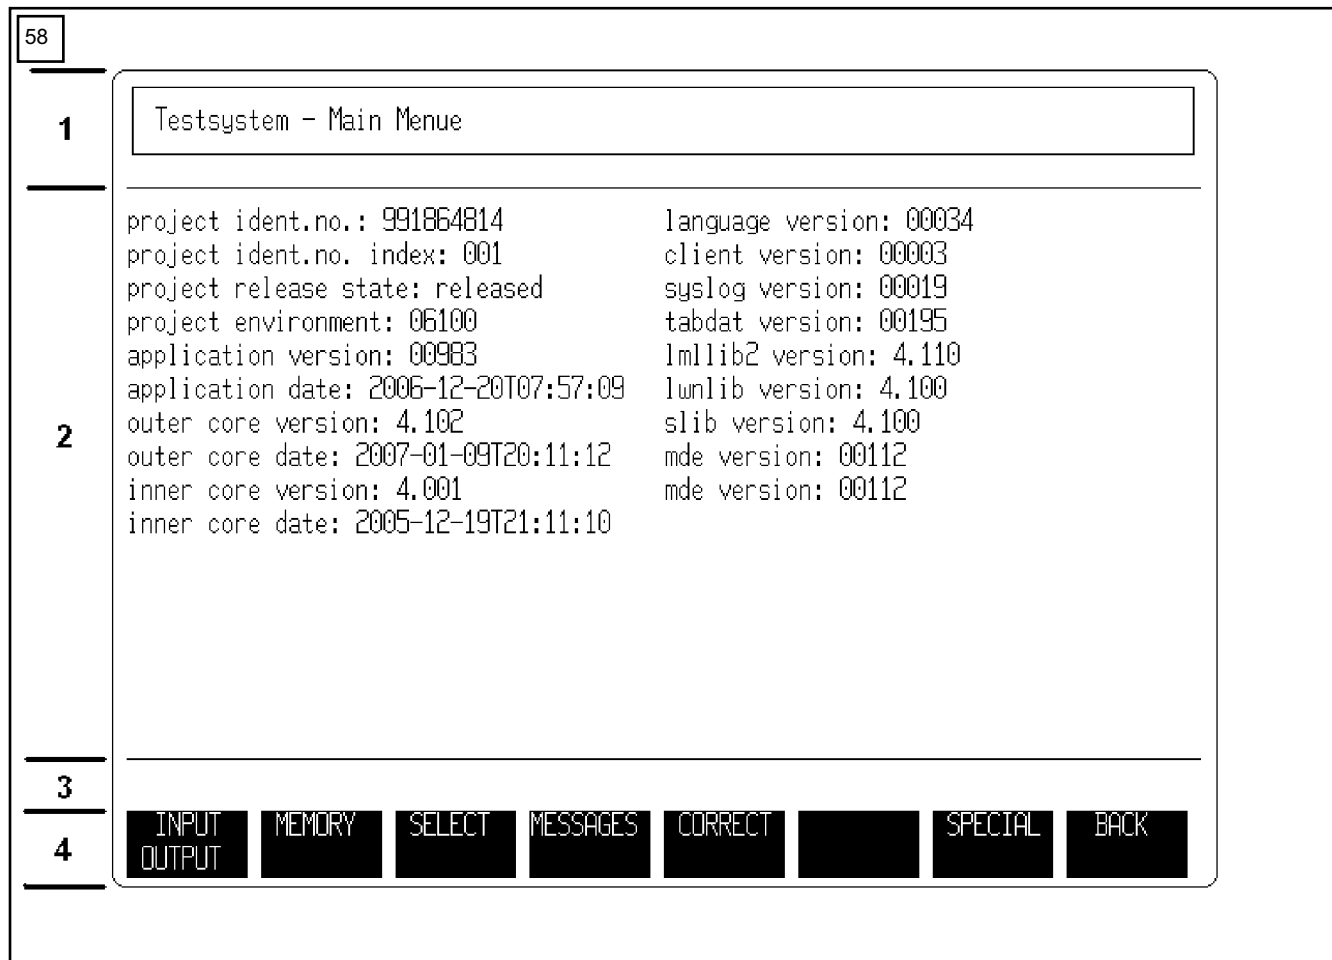 58
1
Testsystem - Main Menue
2
project ident.no.: 991864814
project ident.no. index: 001
project release state: released
project environment: 06100
application version: 00983
application date: 2006-12-20T07:57:09
outer core version: 4.102
outer core date: 2007-01-09T20:11:12
inner core version: 4.001
inner core date: 2005-12-19T21:11:10
language version: 00034
client version: 00003
syslog version: 00019
tabdat version: 00195
lmllib2 version: 4.110
lwnlib version: 4.100
slib version: 4.100
mde version: 00112
mde version: 00112
3
4
INPUT
OUTPUT
MEMORY
SELECT
MESSAGES
CORRECT
SPECIAL
BACK